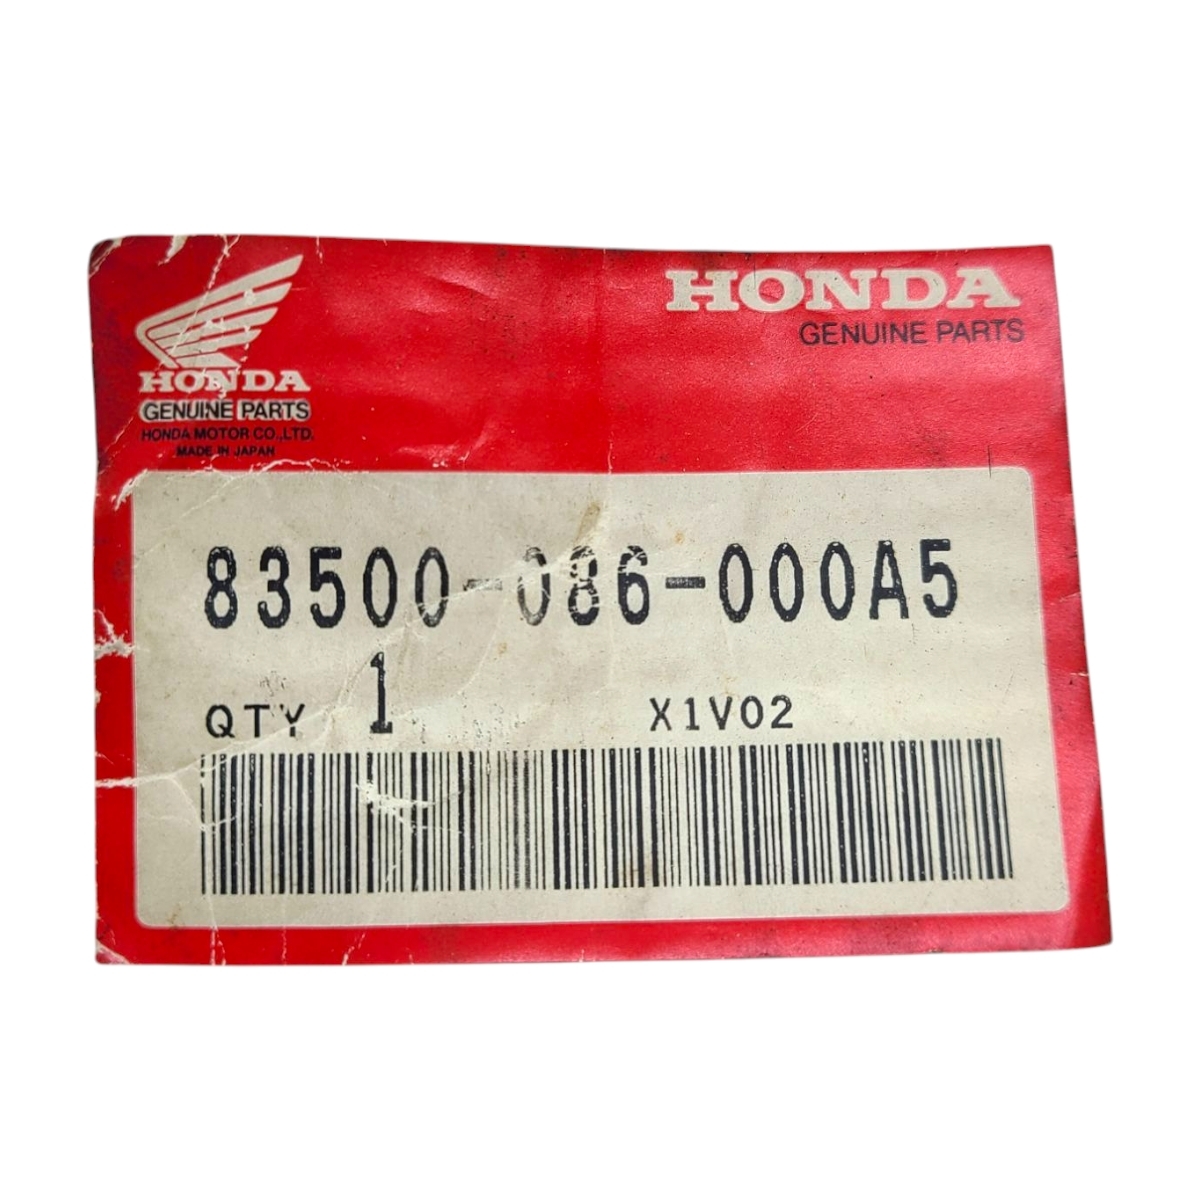 HONDA
GENUINE PARTS
HONDA MOTOR CO.,LTD.
MADE IN JAPAN
HONDA
GENUINE PARTS
83500-086-000A5
QTY 1 X1V02